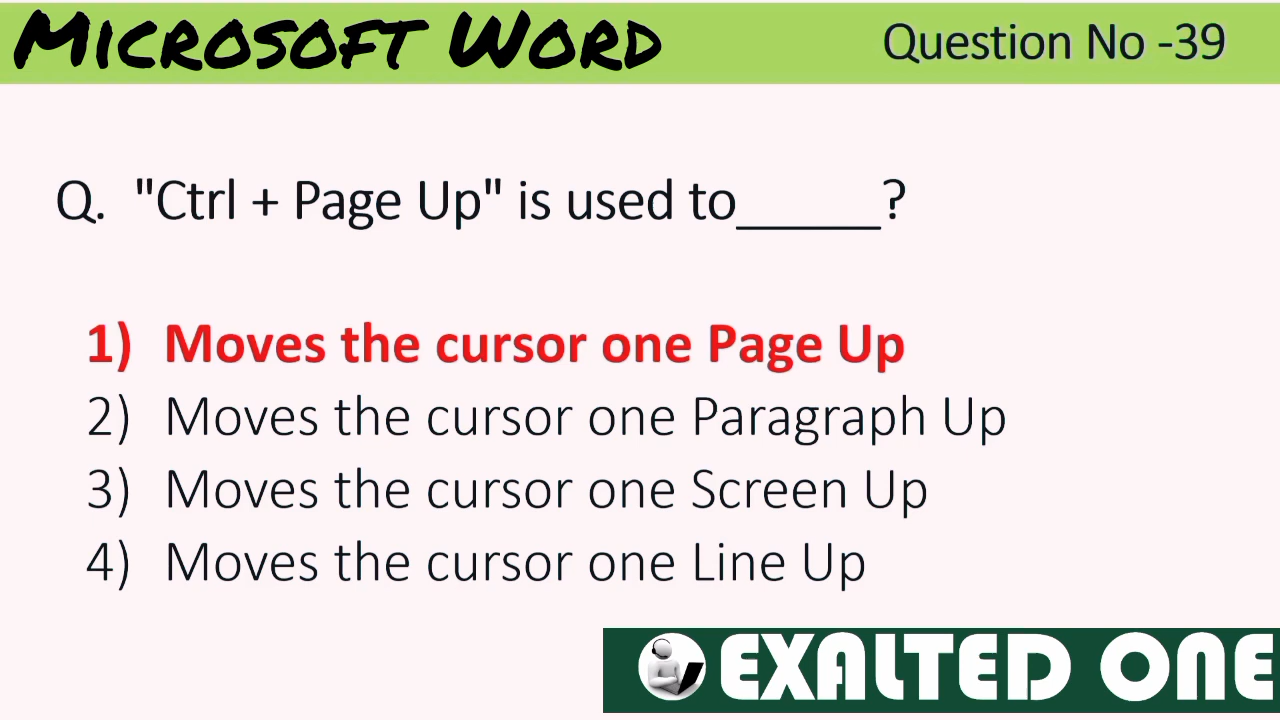 Microsoft Word
Question No -39
Q. "Ctrl + Page Up" is used to_____?
1) Moves the cursor one Page Up
2) Moves the cursor one Paragraph Up
3) Moves the cursor one Screen Up
4) Moves the cursor one Line Up
EXALTED ONE